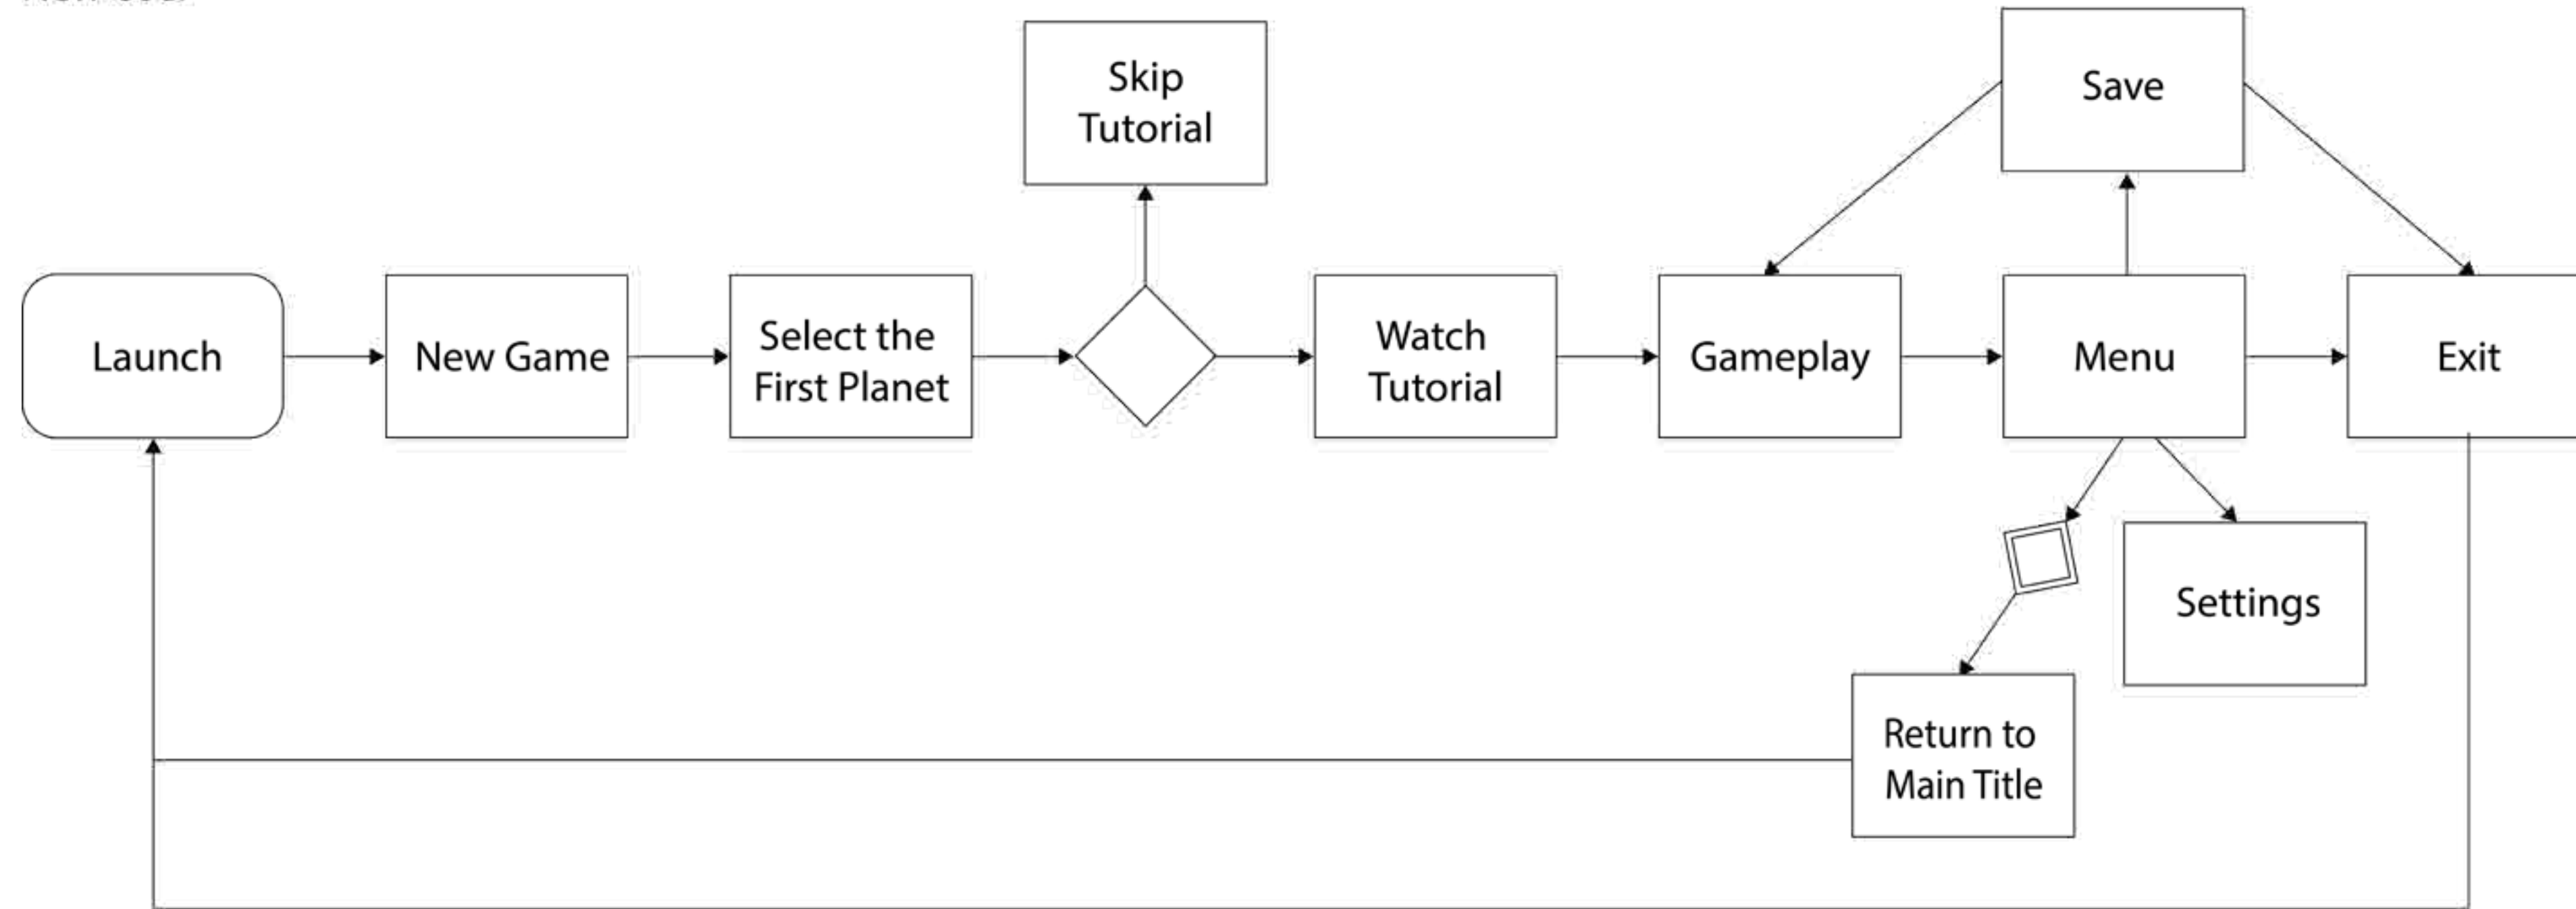 Skip
Tutorial
Save
Launch
New Game
Select the
First Planet
Watch
Tutorial
Gameplay
Menu
Exit
Settings
Return to
Main Title